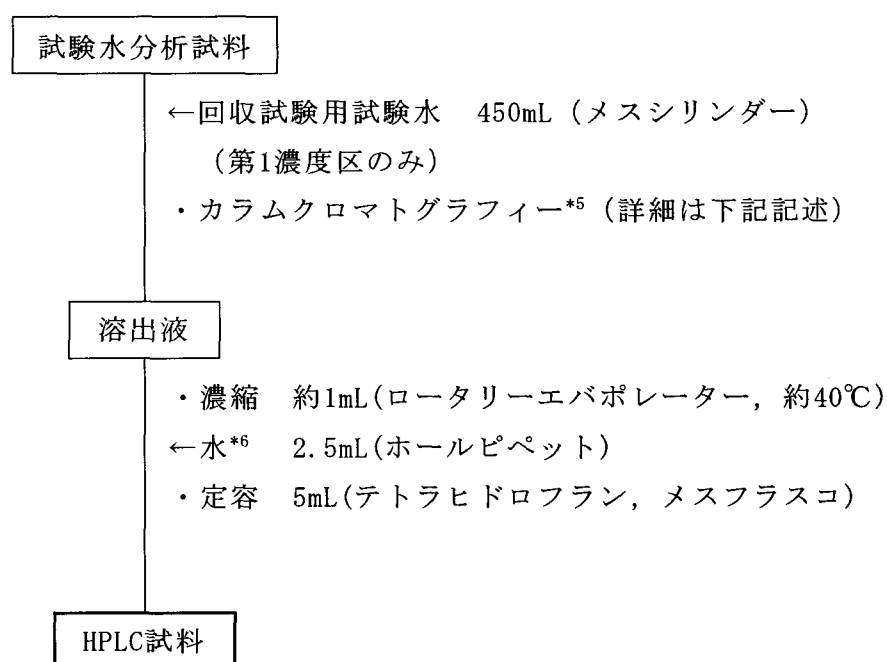 試験水分析試料
←回収試験用試験水　450mL（メスシリンダー）
（第1濃度区のみ）
・カラムクロマトグラフィー*5（詳細は下記記述）
溶出液
・濃縮　約1mL(ロータリーエバポレーター, 約40℃)
←水*6　2.5mL(ホールピペット)
・定容　5mL(テトラヒドロフラン, メスフラスコ)
HPLC試料